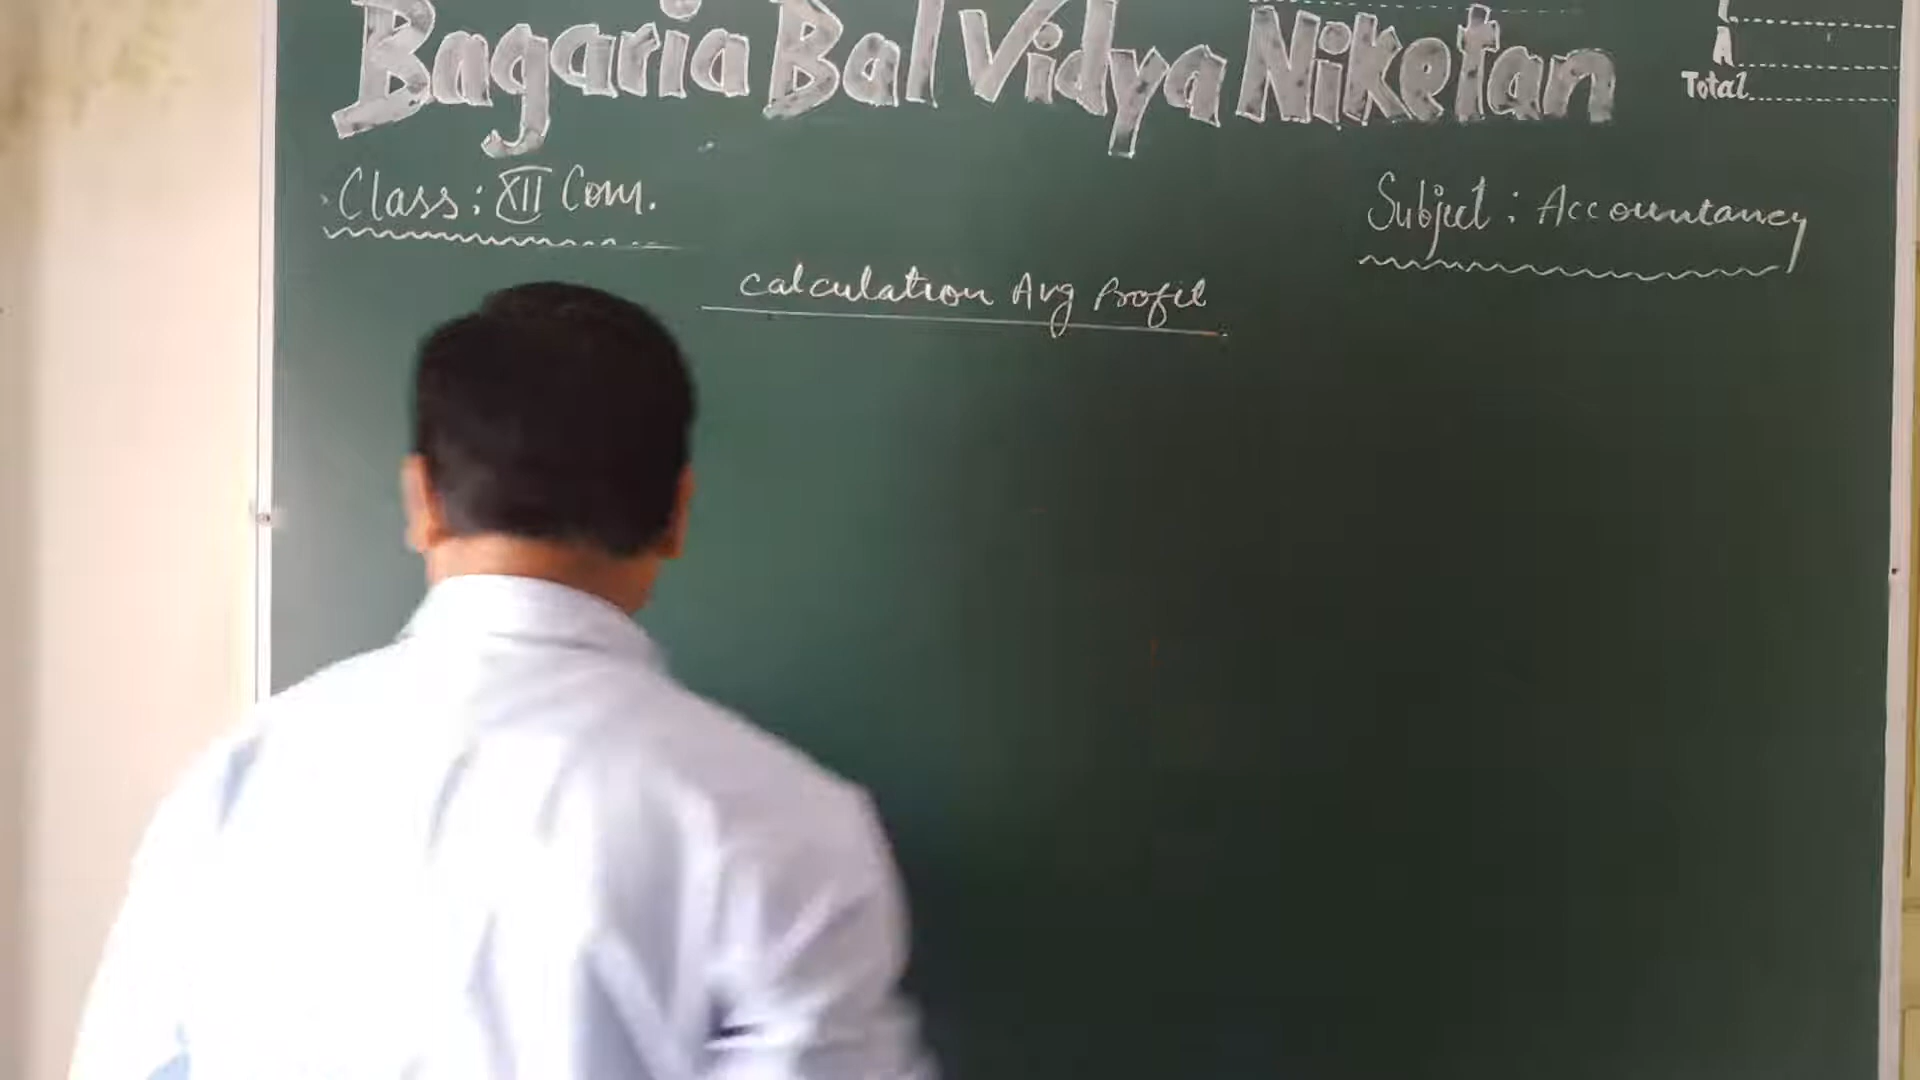 Bagaria Bal Vidya Niketan
A
Total
Class : XII Com.
Subject : Accountancy
Calculation Avg Profit